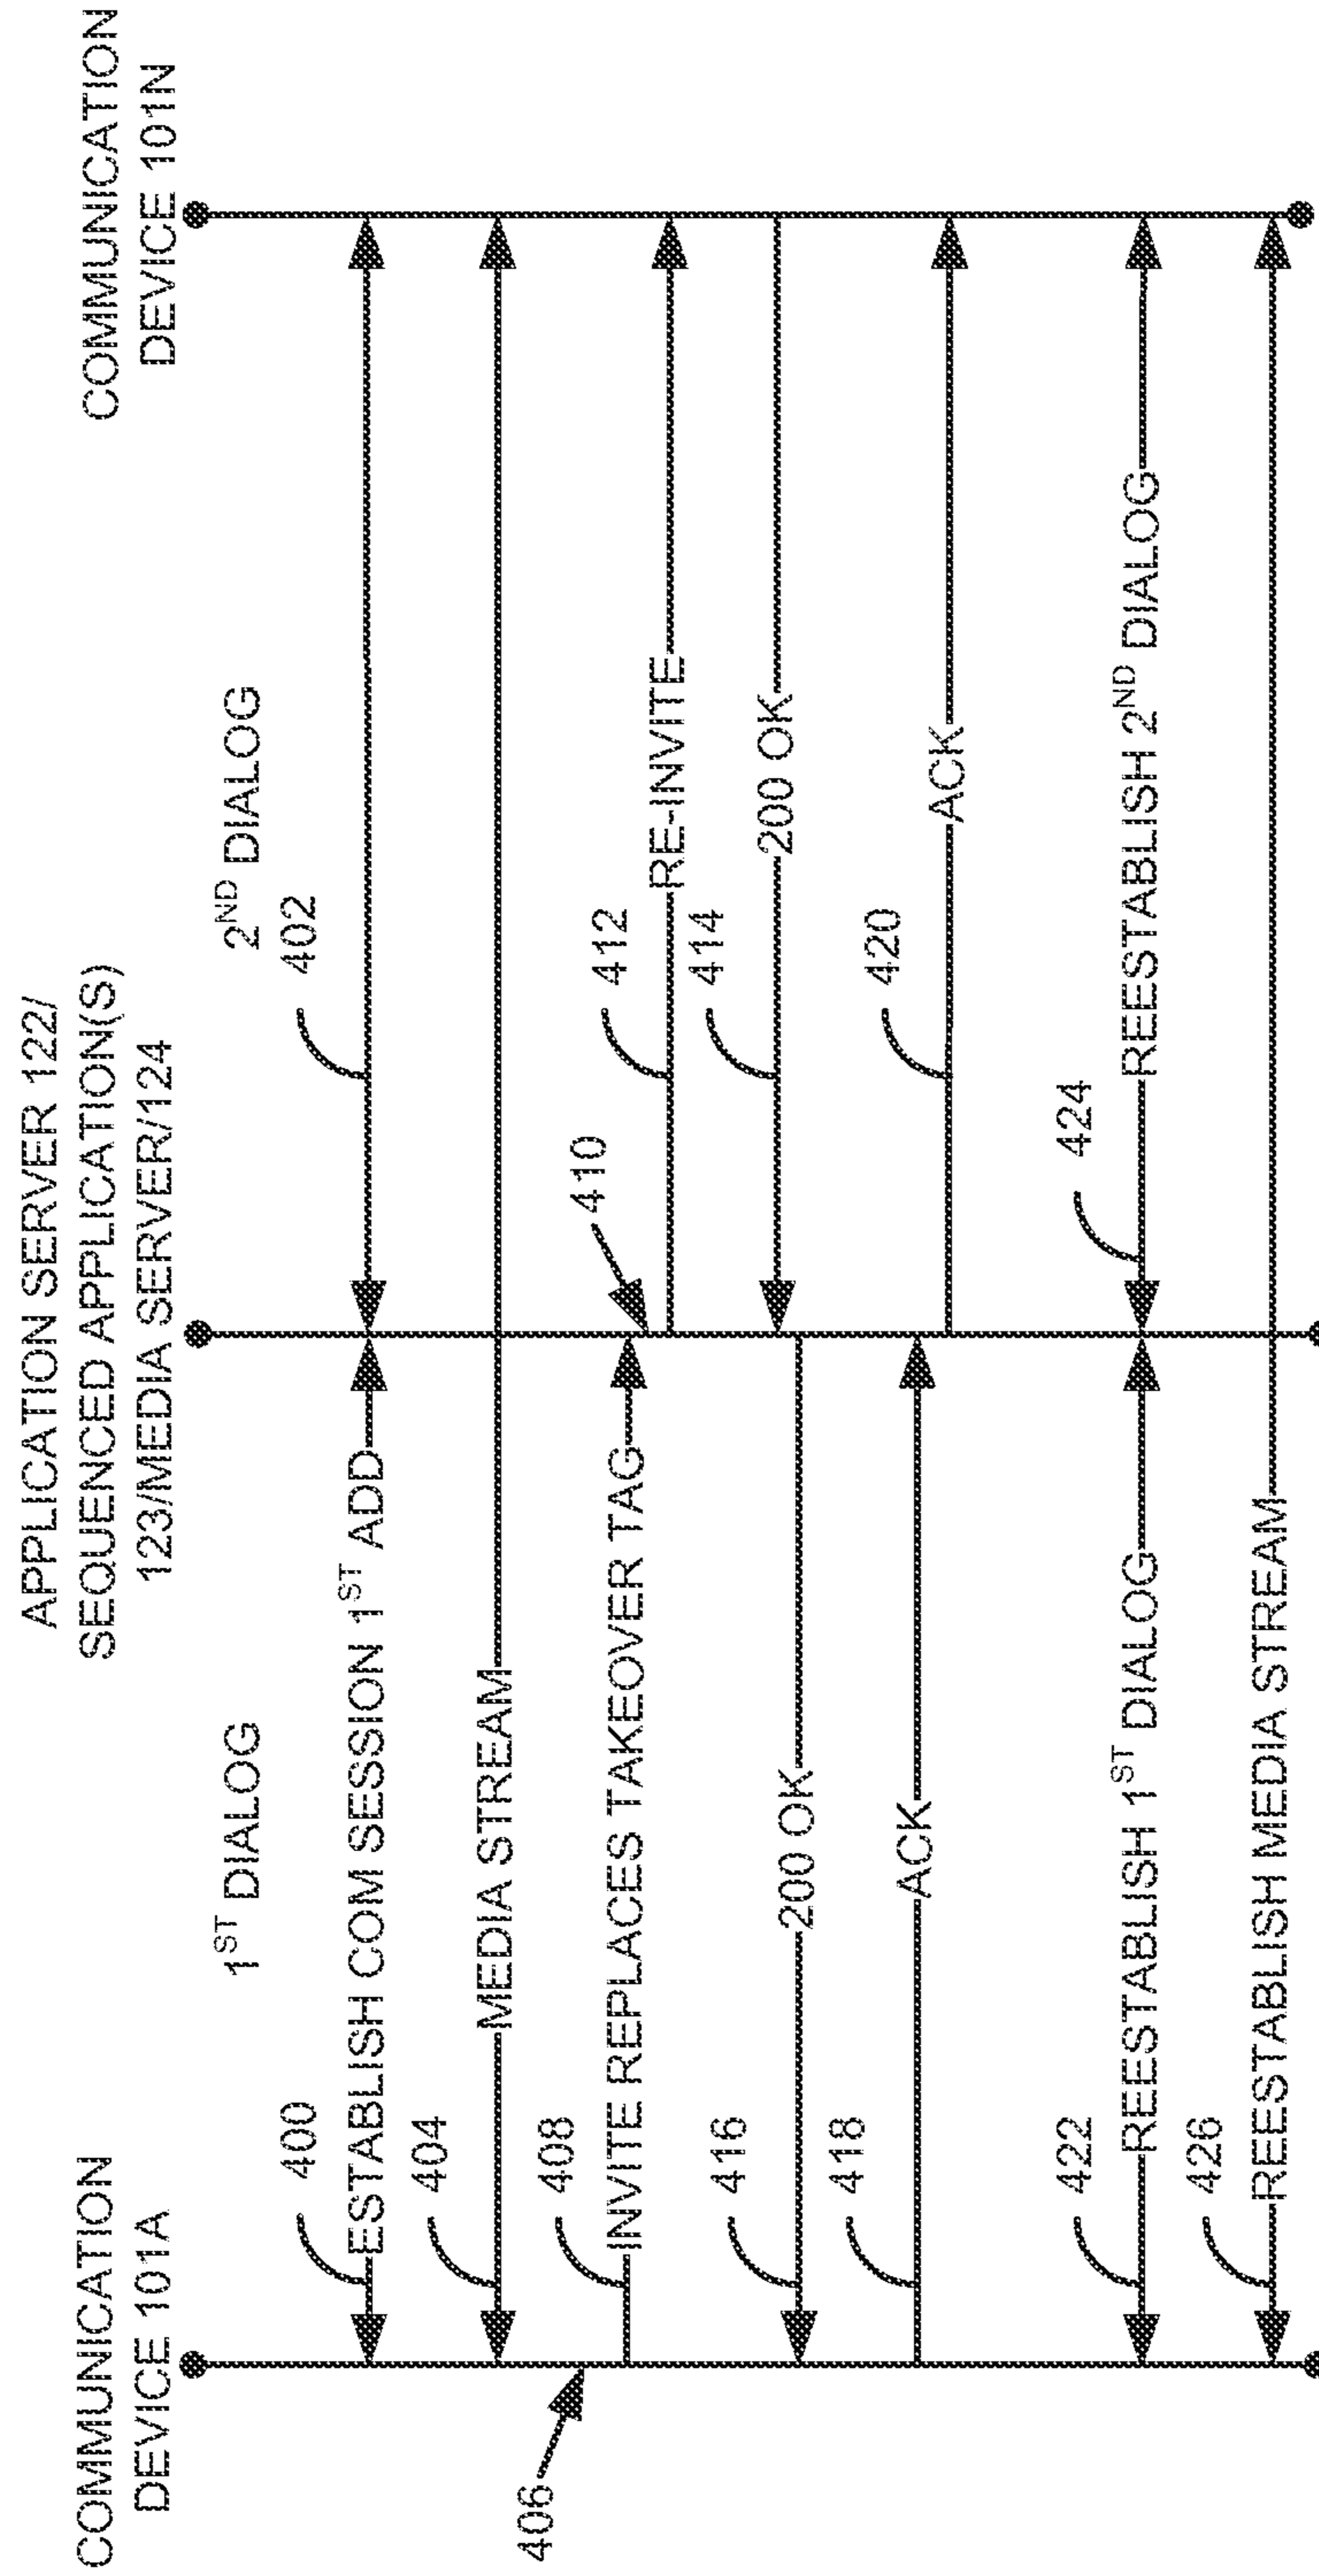 COMMUNICATION
DEVICE 101A
APPLICATION SERVER 122/
SEQUENCED APPLICATION(S)
123/MEDIA SERVER/124
COMMUNICATION
DEVICE 101N
1ST DIALOG
2ND DIALOG
400
402
ESTABLISH COM SESSION 1ST ADD
404
MEDIA STREAM
406
408
INVITE REPLACES TAKEOVER TAG
410
412
RE-INVITE
414
200 OK
416
200 OK
418
ACK
420
ACK
422
REESTABLISH 1ST DIALOG
424
REESTABLISH 2ND DIALOG
426
REESTABLISH MEDIA STREAM